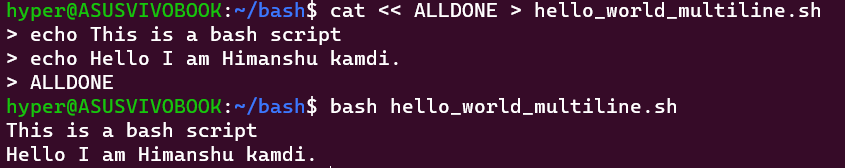 hyper@ASUSVIVOBOOK:~/bash$ cat << ALLDONE > hello_world_multiline.sh
> echo This is a bash script
> echo Hello I am Himanshu kamdi.
> ALLDONE
hyper@ASUSVIVOBOOK:~/bash$ bash hello_world_multiline.sh
This is a bash script
Hello I am Himanshu kamdi.